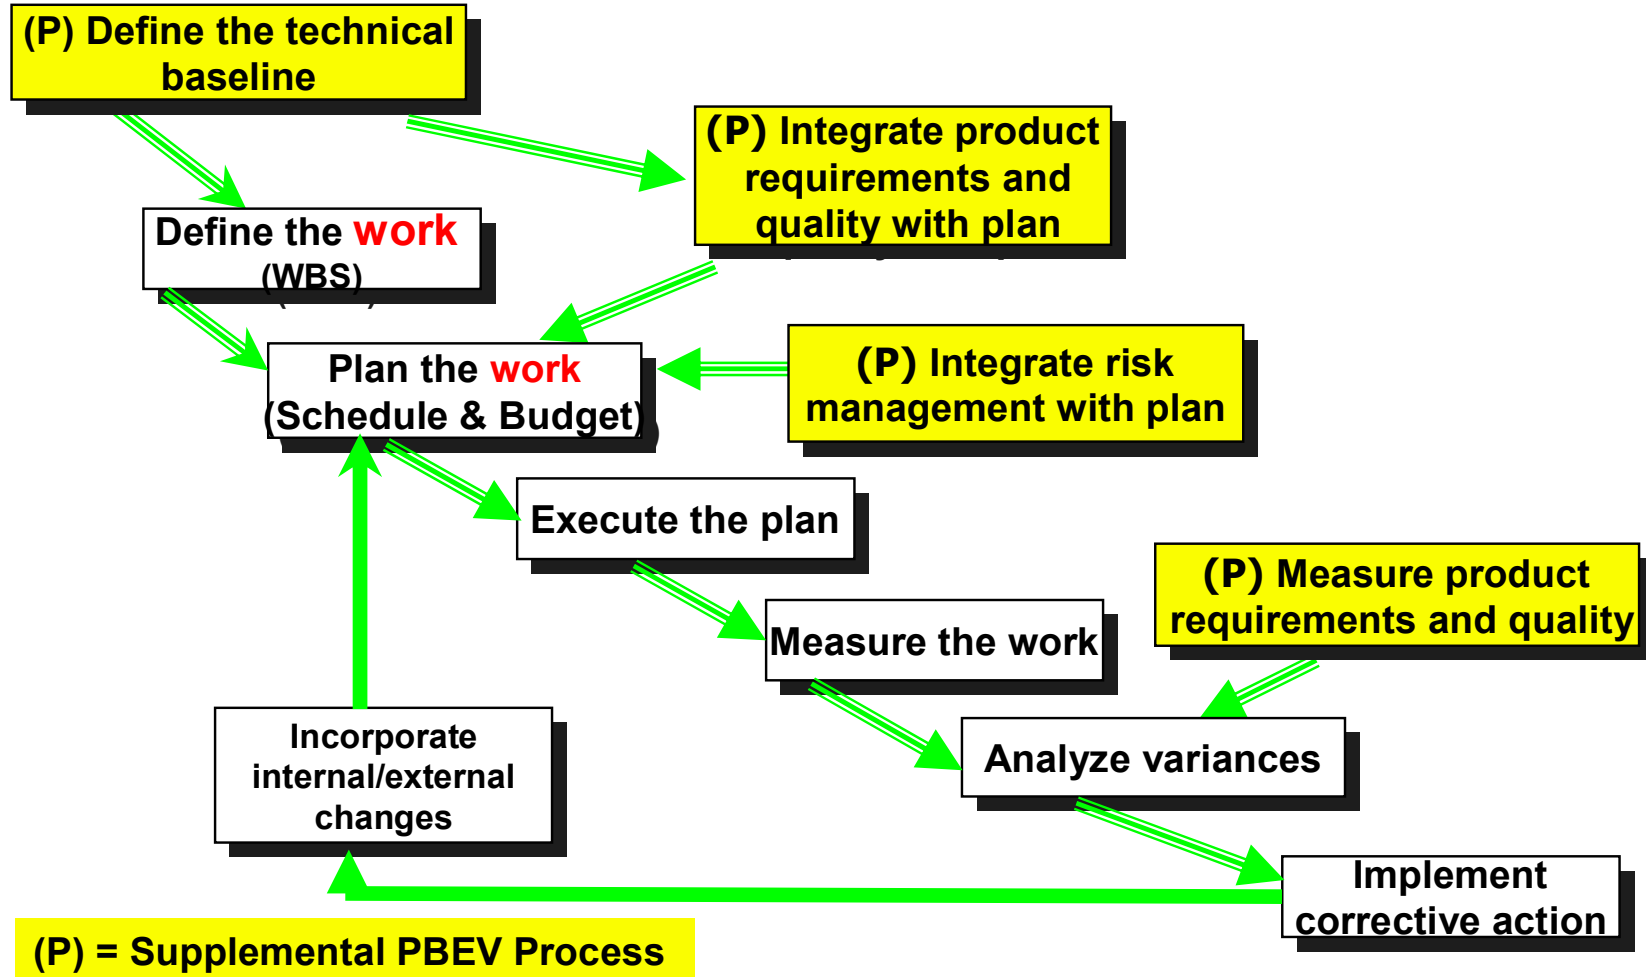 (P) Define the technical
baseline
(P) Integrate product
requirements and
quality with plan
Define the work
(WBS)
Plan the work
(Schedule & Budget)
(P) Integrate risk
management with plan
Execute the plan
(P) Measure product
requirements and quality
Measure the work
Incorporate
internal/external
changes
Analyze variances
Implement
corrective action
(P) = Supplemental PBEV Process